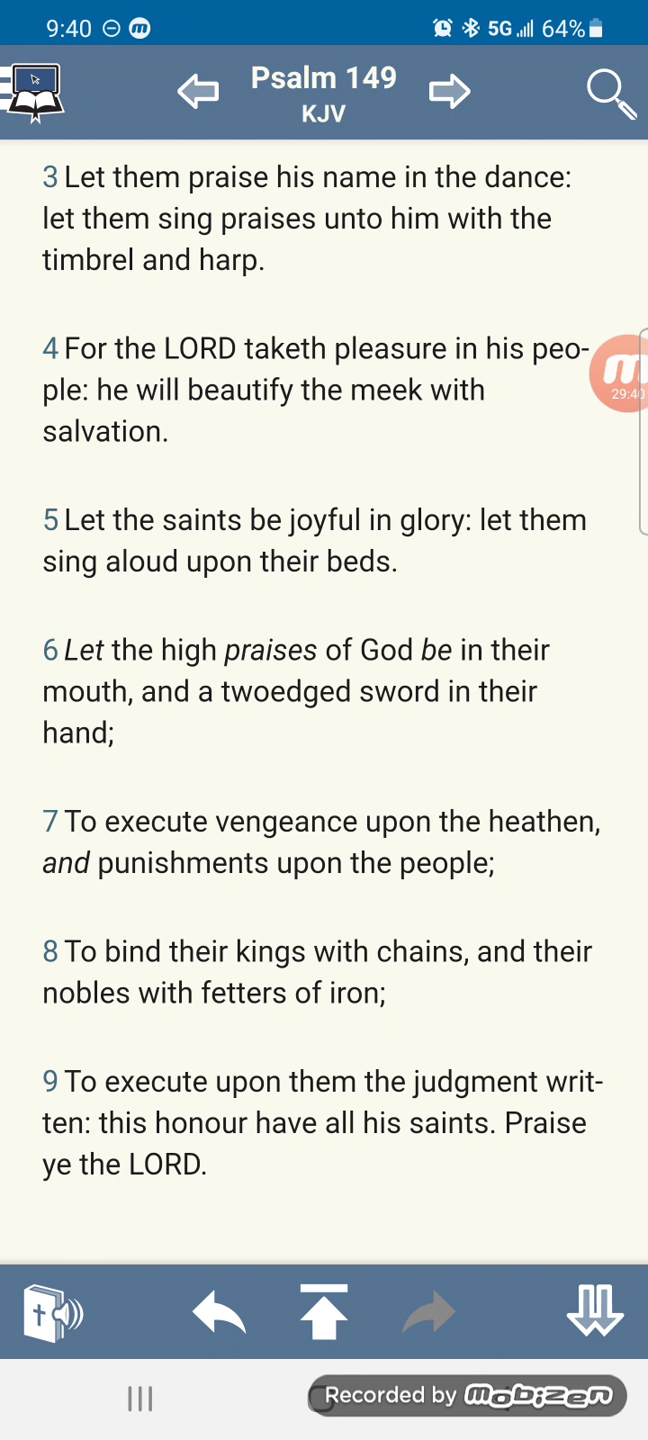 9:40
5G 64%
Psalm 149
KJV
3 Let them praise his name in the dance:
let them sing praises unto him with the
timbrel and harp.
4 For the LORD taketh pleasure in his peo-
ple: he will beautify the meek with
salvation.
m
29:40
5 Let the saints be joyful in glory: let them
sing aloud upon their beds.
6 Let the high praises of God be in their
mouth, and a twoedged sword in their
hand;
7 To execute vengeance upon the heathen,
and punishments upon the people;
8 To bind their kings with chains, and their
nobles with fetters of iron;
9 To execute upon them the judgment writ-
ten: this honour have all his saints. Praise
ye the LORD.
Recorded by mobizen